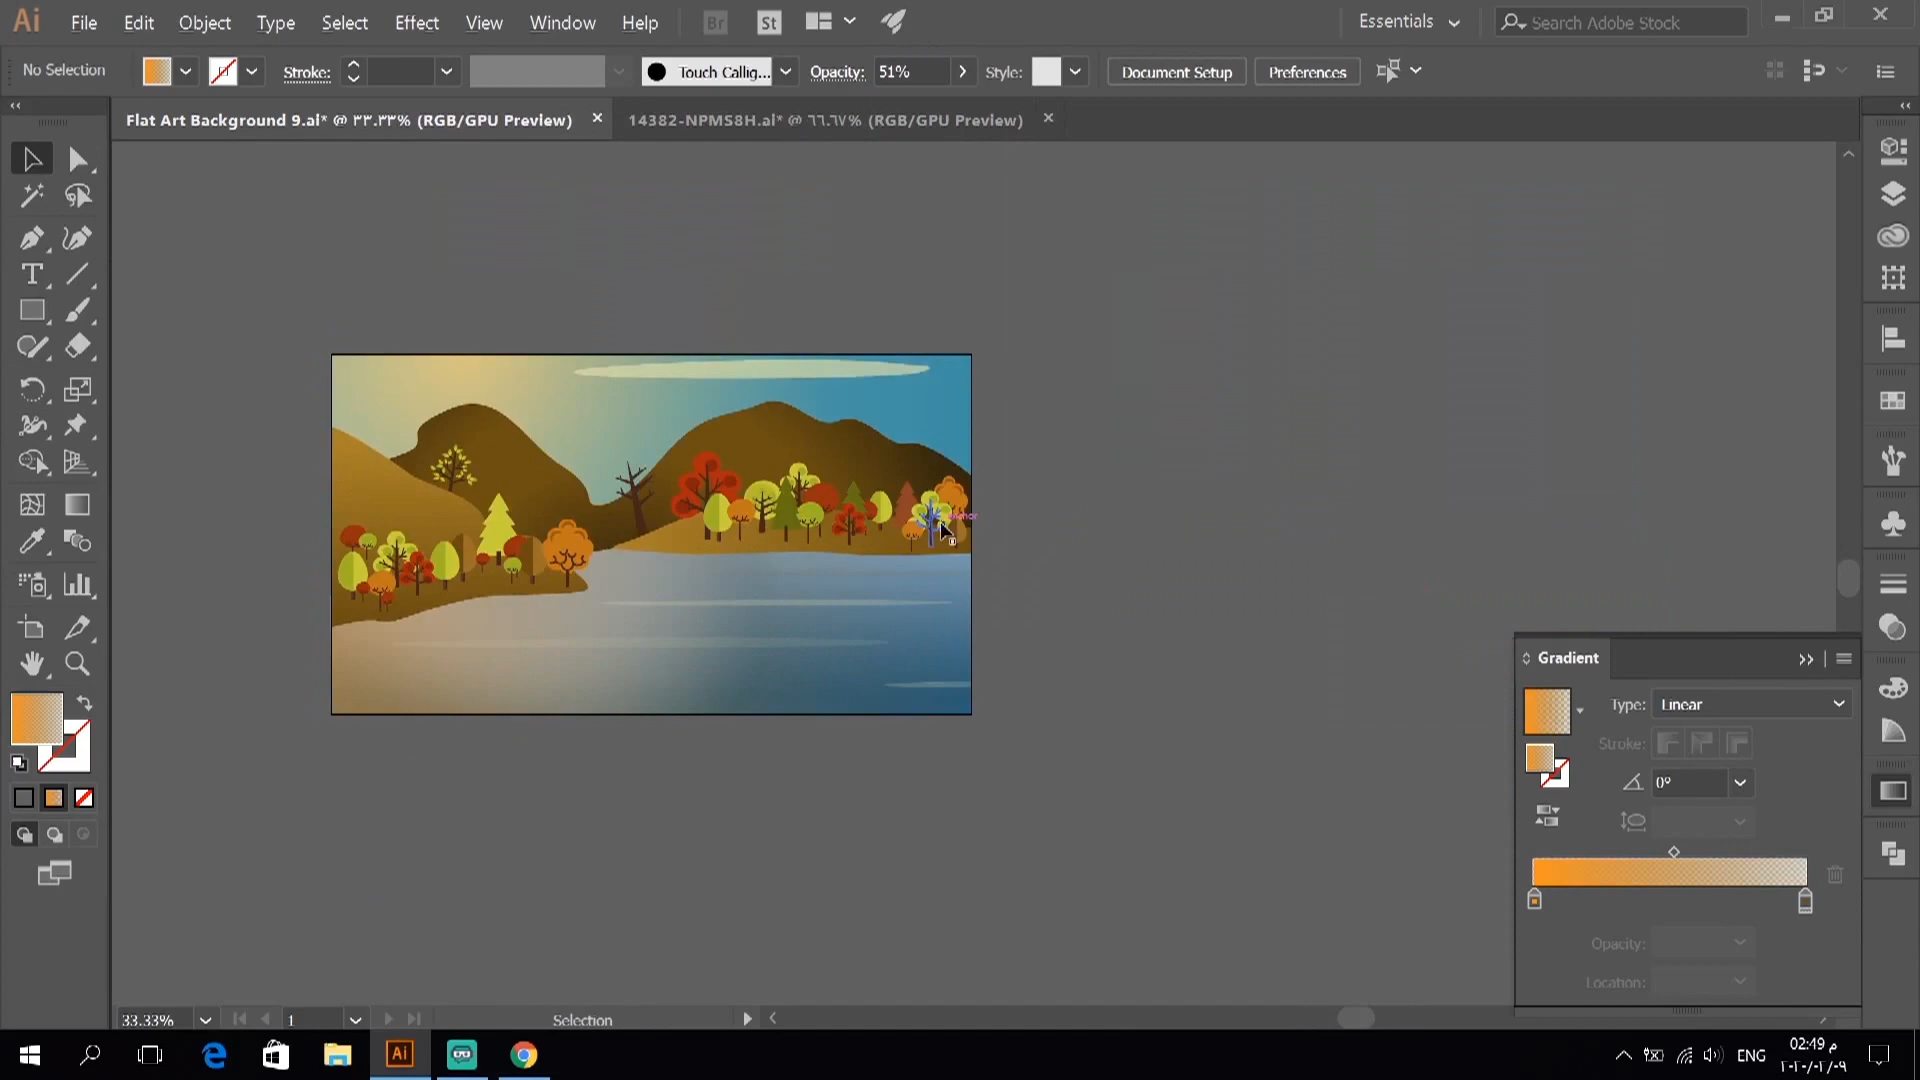 Ai File Edit Object Type Select Effect View Window Help Br St Essentials Search Adobe Stock
No Selection Stroke: Touch Callig... Opacity: 51% Style: Document Setup Preferences
Flat Art Background 9.ai* @ ٣٣.٣٣% (RGB/GPU Preview) 14382-NPMS8H.ai* @ ٦٦.٦٧% (RGB/GPU Preview)
Gradient
Type: Linear
Stroke:
0°
Opacity:
Location:
33.33% 1 Selection
Ai ENG 02:49 م